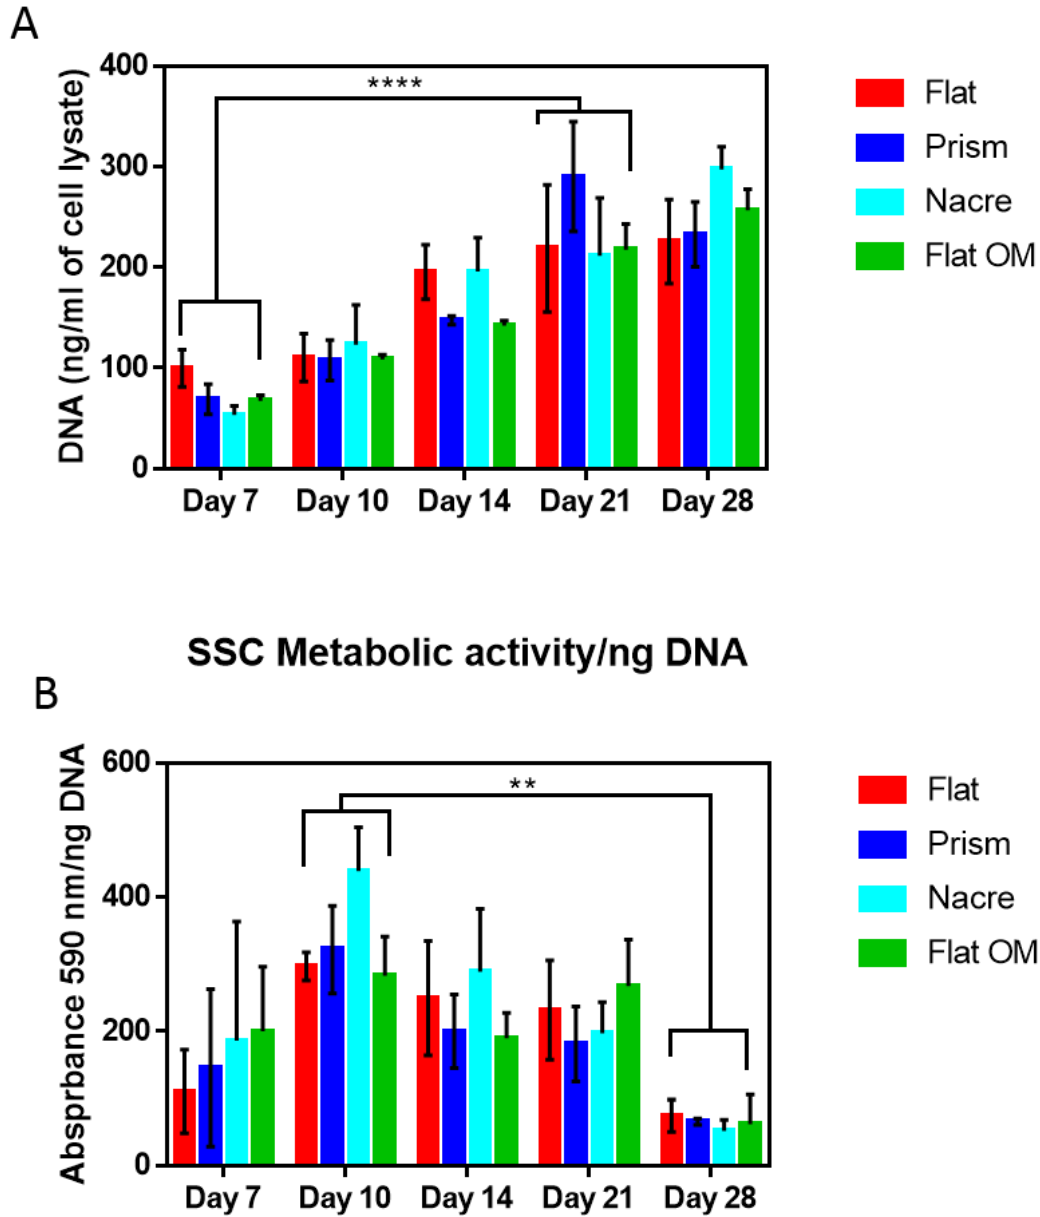 A
DNA (ng/ml of cell lysate)
400
300
200
100
0
****
Day 7 Day 10 Day 14 Day 21 Day 28
Flat
Prism
Nacre
Flat OM
SSC Metabolic activity/ng DNA
B
Absprbance 590 nm/ng DNA
600
400
200
0
**
Day 7 Day 10 Day 14 Day 21 Day 28
Flat
Prism
Nacre
Flat OM